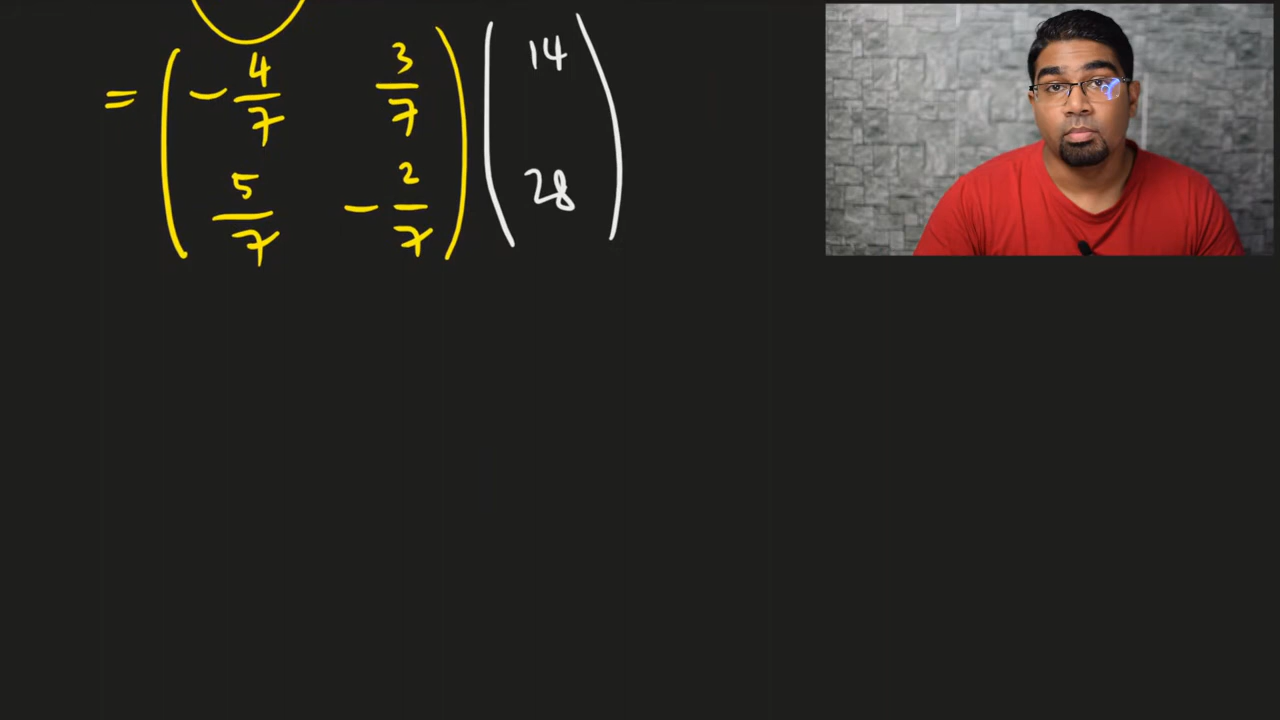 = ( -4/7 3/7 ) ( 14 )
( 5/7 -2/7 ) ( 28 )